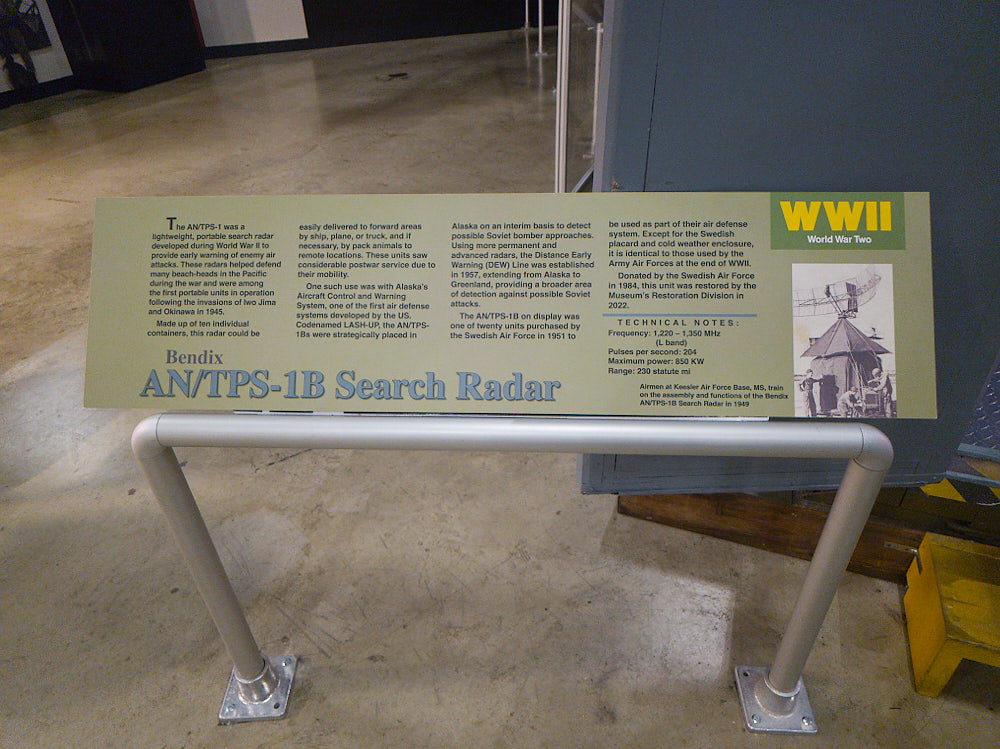 The AN/TPS-1 was a
lightweight, portable search radar
developed during World War II to
provide early warning of enemy air
attacks. These radars helped defend
many beach-heads in the Pacific
during the war and were among
the first portable units in operation
following the invasions of Iwo Jima
and Okinawa in 1945.
Made up of ten individual
containers, this radar could be
easily delivered to forward areas
by ship, plane, or truck, and if
necessary, by pack animals to
remote locations. These units saw
considerable postwar service due to
their mobility.
One such use was with Alaska's
Aircraft Control and Warning
System, one of the first air defense
systems developed by the US.
Codenamed LASH-UP, the AN/TPS-
1Bs were strategically placed in
Alaska on an interim basis to detect
possible Soviet bomber approaches.
Using more permanent and
advanced radars, the Distance Early
Warning (DEW) Line was established
in 1957, extending from Alaska to
Greenland, providing a broader area
of detection against possible Soviet
attacks.
The AN/TPS-1B on display was
one of twenty units purchased by
the Swedish Air Force in 1951 to
be used as part of their air defense
system. Except for the Swedish
placard and cold weather enclosure,
it is identical to those used by the
Army Air Forces at the end of WWII.
Donated by the Swedish Air Force
in 1984, this unit was restored by the
Museum's Restoration Division in
2022.
TECHNICAL NOTES:
Frequency: 1,220 – 1,350 MHz
(L band)
Pulses per second: 204
Maximum power: 850 KW
Range: 230 statute mi
Airmen at Keesler Air Force Base, MS, train
on the assembly and functions of the Bendix
AN/TPS-1B Search Radar in 1949
WWII
World War Two
Bendix
AN/TPS-1B Search Radar